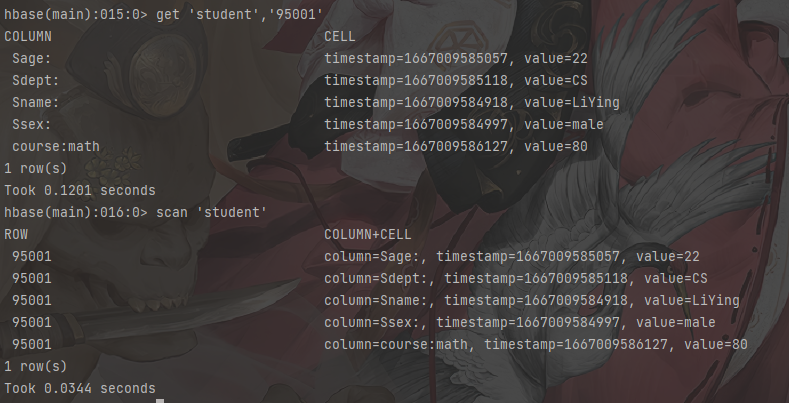 hbase(main):015:0> get 'student','95001'
COLUMN CELL
Sage: timestamp=1667009585057, value=22
Sdept: timestamp=1667009585118, value=CS
Sname: timestamp=1667009584918, value=LiYing
Ssex: timestamp=1667009584997, value=male
course:math timestamp=1667009586127, value=80
1 row(s)
Took 0.1201 seconds
hbase(main):016:0> scan 'student'
ROW COLUMN+CELL
95001 column=Sage:, timestamp=1667009585057, value=22
95001 column=Sdept:, timestamp=1667009585118, value=CS
95001 column=Sname:, timestamp=1667009584918, value=LiYing
95001 column=Ssex:, timestamp=1667009584997, value=male
95001 column=course:math, timestamp=1667009586127, value=80
1 row(s)
Took 0.0344 seconds